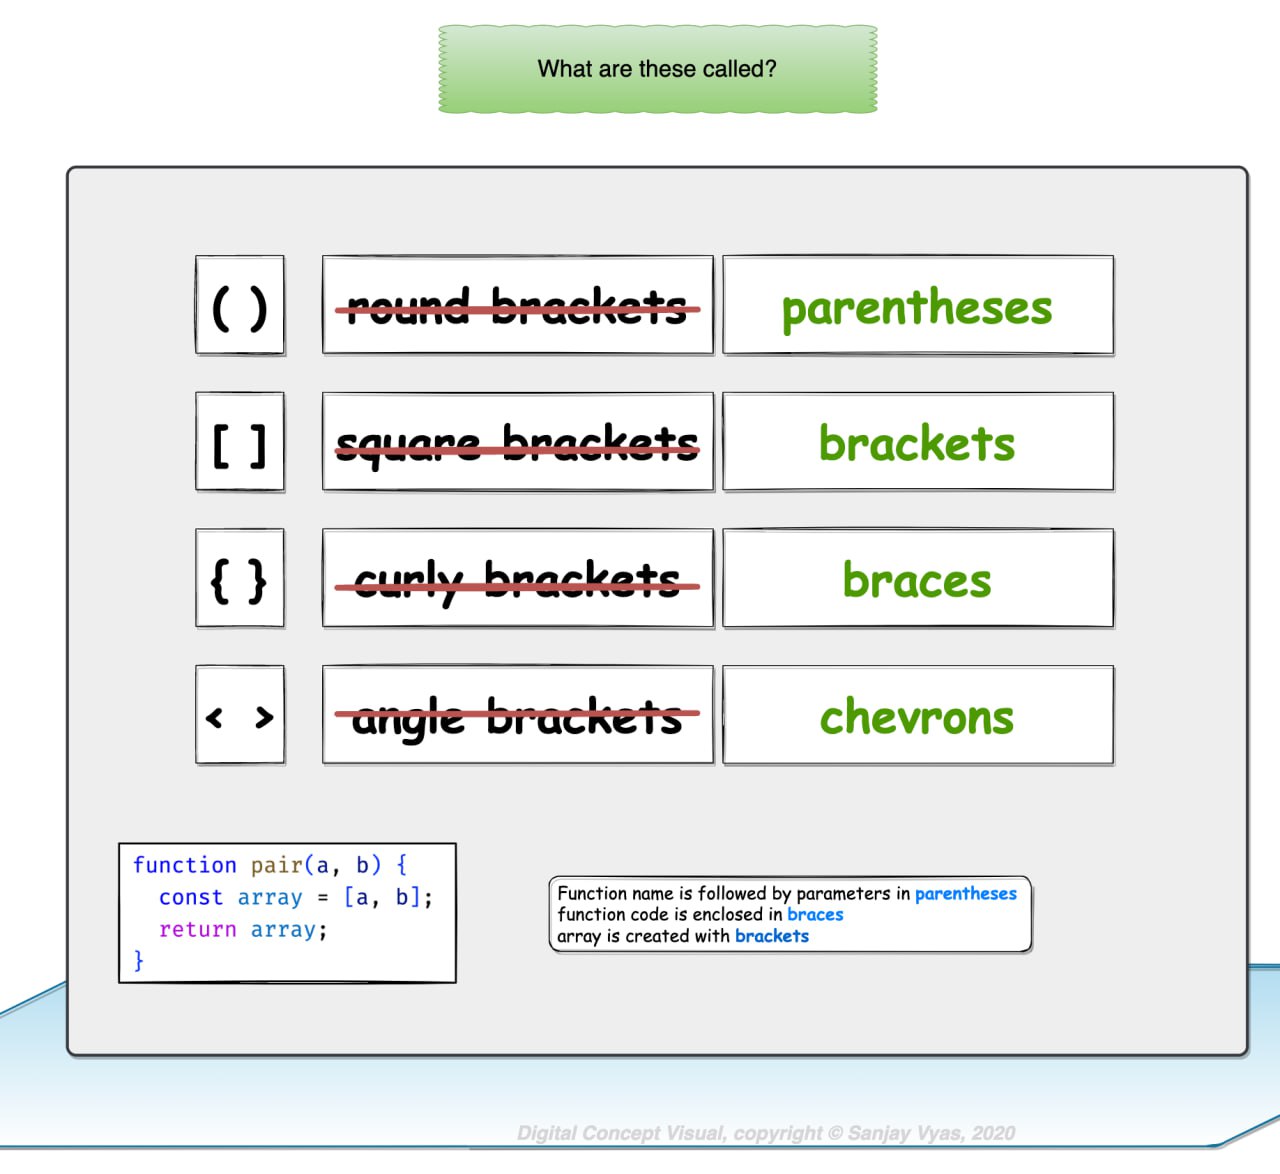 What are these called?
( ) round brackets parentheses
[ ] square brackets brackets
{ } curly brackets braces
< > angle brackets chevrons
function pair(a, b) {
  const array = [a, b];
  return array;
}
Function name is followed by parameters in parentheses
function code is enclosed in braces
array is created with brackets
Digital Concept Visual, copyright © Sanjay Vyas, 2020